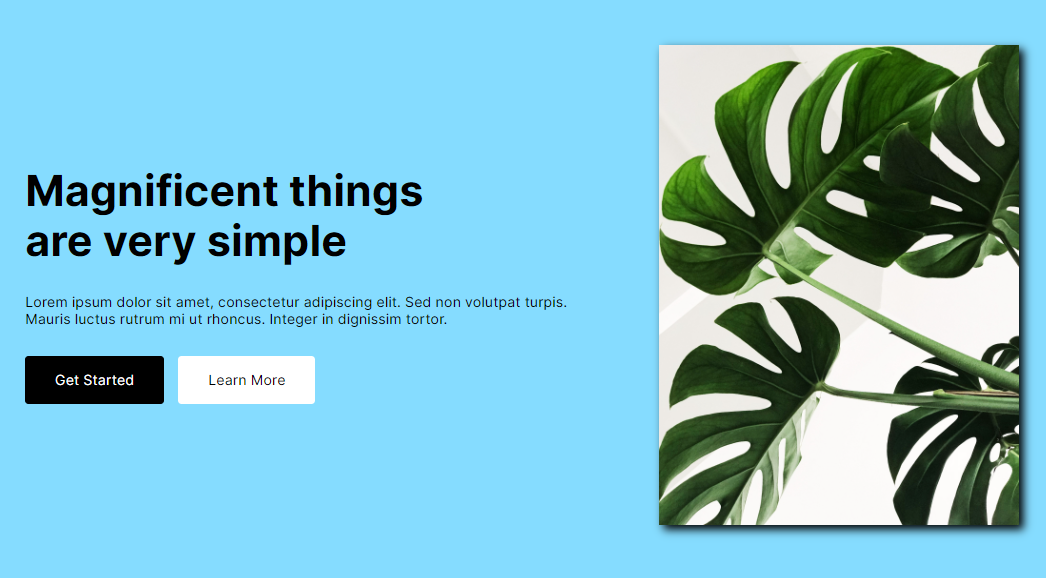 Magnificent things
are very simple
Lorem ipsum dolor sit amet, consectetur adipiscing elit. Sed non volutpat turpis.
Mauris luctus rutrum mi ut rhoncus. Integer in dignissim tortor.
Get Started
Learn More